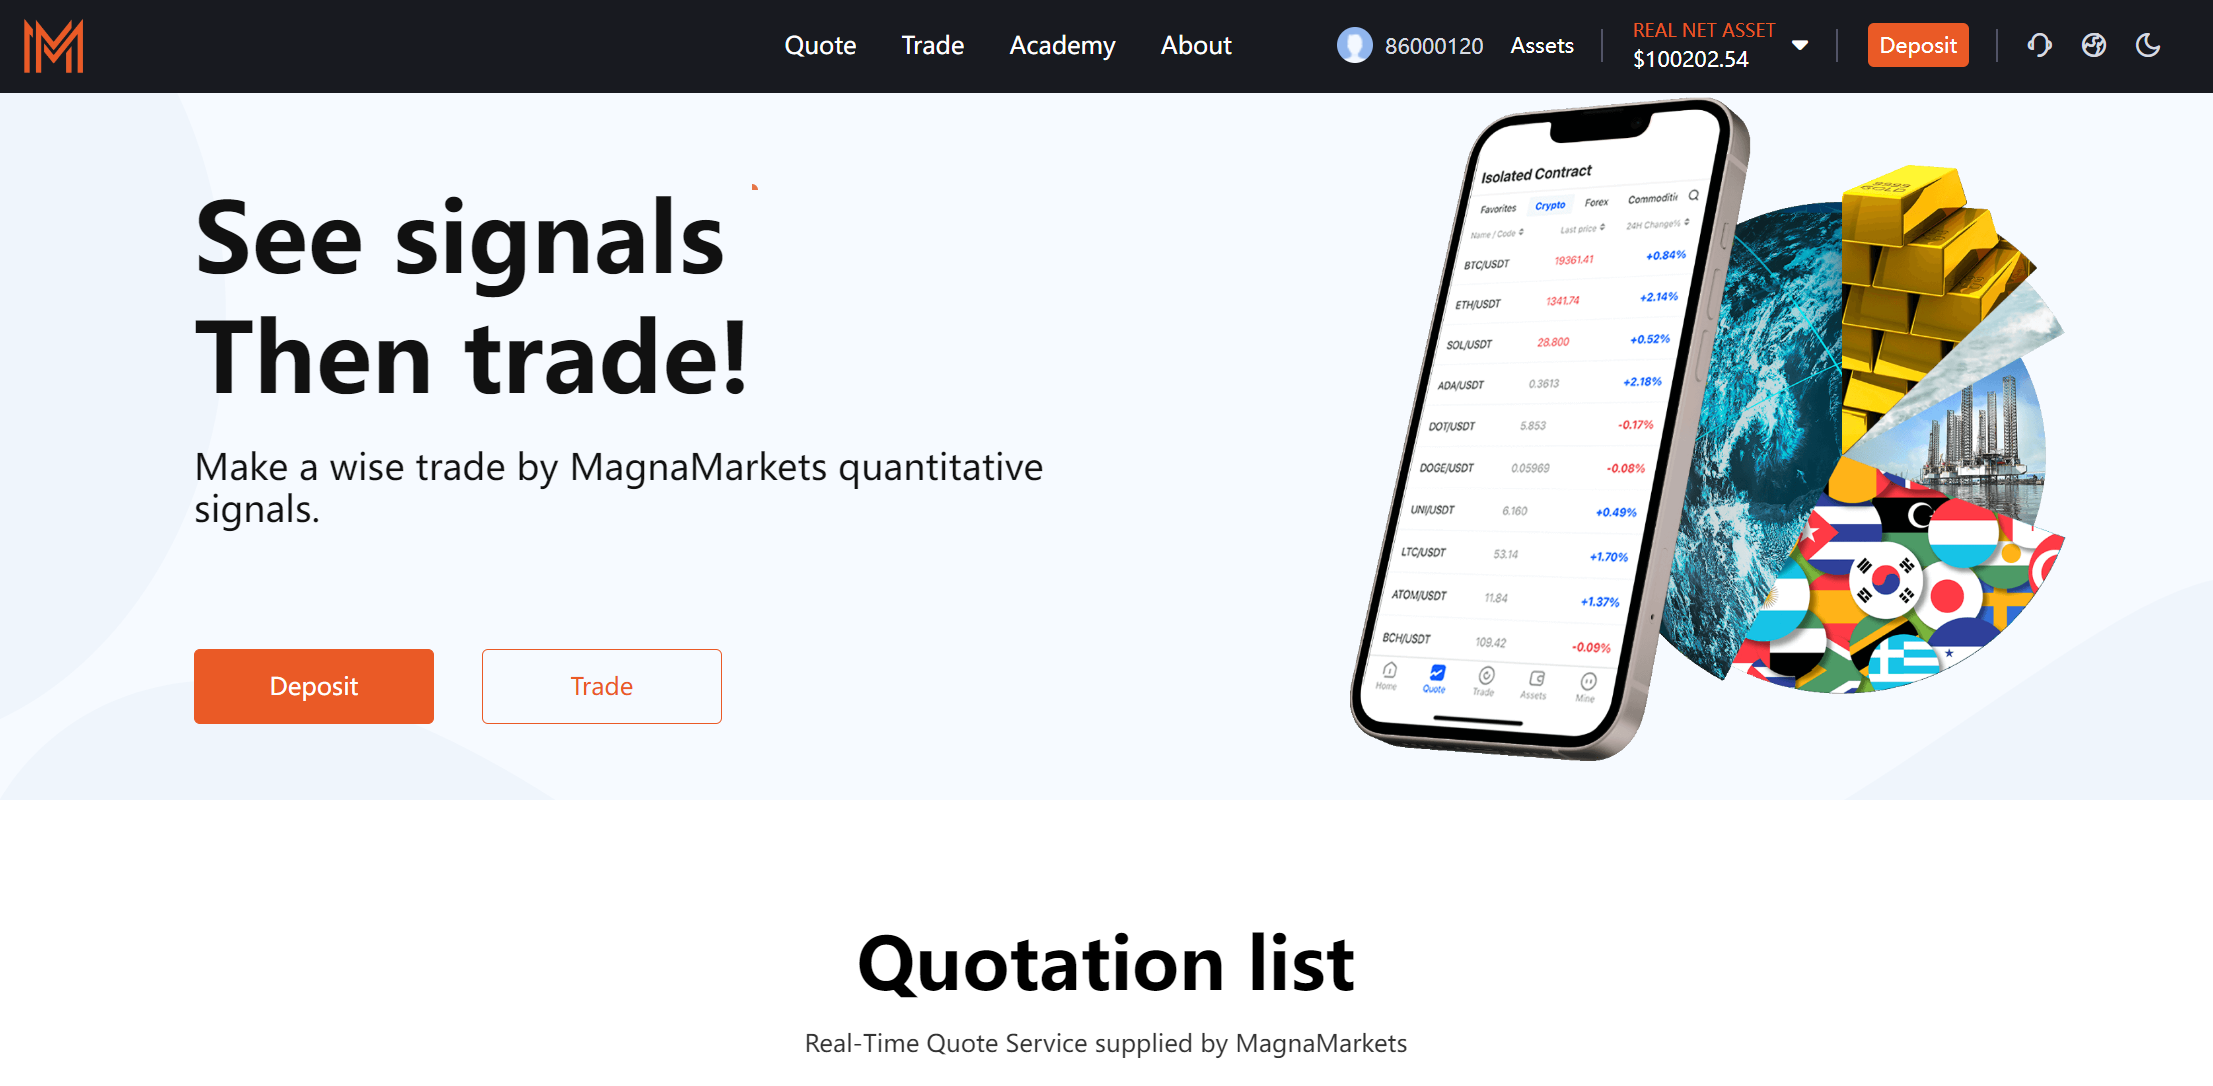 Quote Trade Academy About 86000120 Assets REAL NET ASSET Deposit
$100202.54
See signals
Then trade!
Make a wise trade by MagnaMarkets quantitative
signals.
Deposit Trade
Isolated Contract
Favorites Crypto Forex Commoditi
Name / Code Last price 24H Change%
BTC/USDT 19361.41 +0.84%
ETH/USDT 1341.74 +2.14%
SOL/USDT 28.800 +0.52%
ADA/USDT 0.3613 +2.18%
DOT/USDT 5.853 -0.17%
DOGE/USDT 0.05969 -0.08%
UNI/USDT 6.160 +0.49%
LTC/USDT 53.14 +1.70%
ATOM/USDT 11.84 +1.37%
BCH/USDT 109.42 -0.09%
Home Quote Trade Assets Mine
Quotation list
Real-Time Quote Service supplied by MagnaMarkets